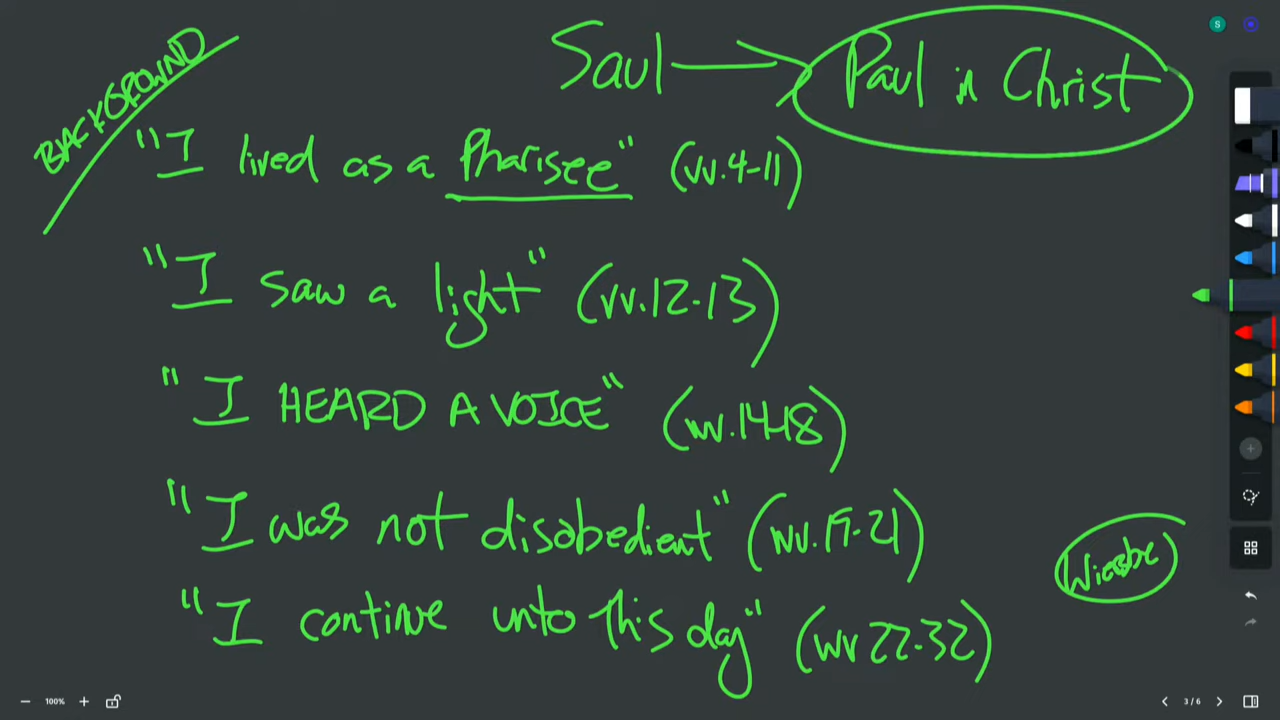 BACKGROUND
Saul → Paul in Christ
"I lived as a Pharisee" (vv.4-11)
"I saw a light" (vv.12-13)
"I HEARD A VOICE" (vv.14-18)
"I was not disobedient" (vv.19-21)
"I continue unto this day" (vv 22-32)
Wiersbe
S
100%
3/6